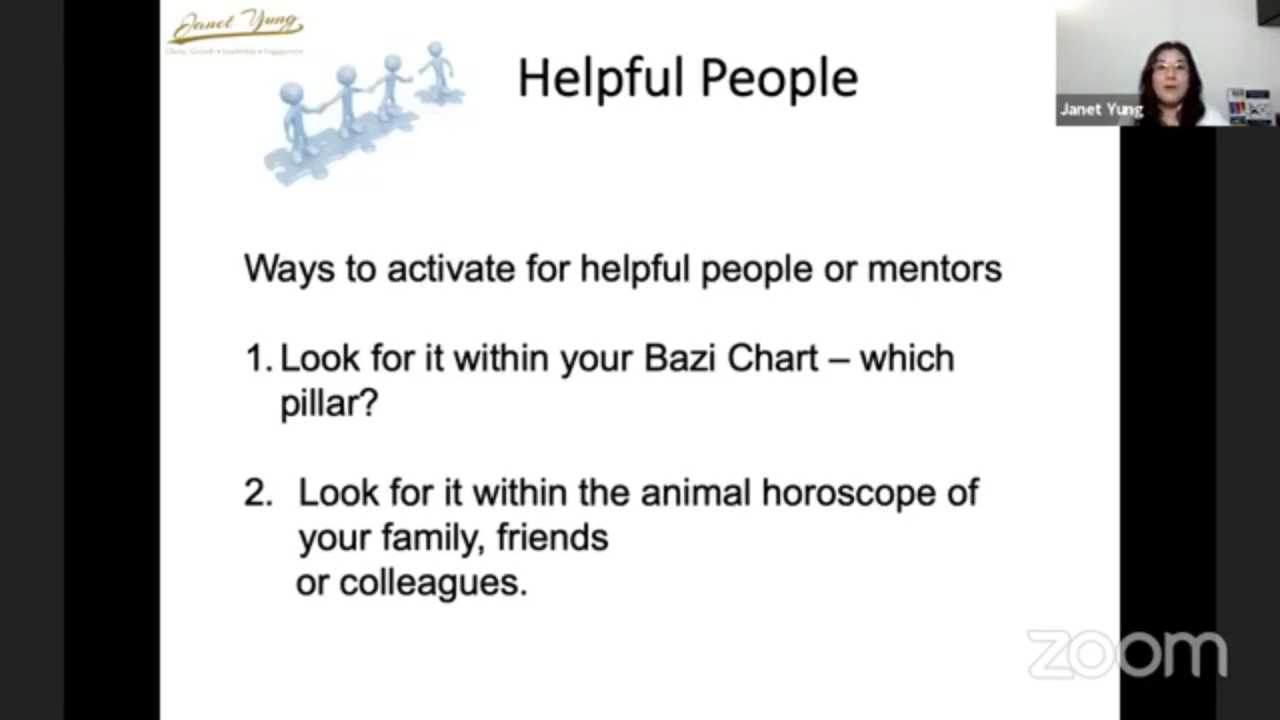 Janet Yung
Helpful People
Janet Yung
Ways to activate for helpful people or mentors
1. Look for it within your Bazi Chart – which
pillar?
2. Look for it within the animal horoscope of
your family, friends
or colleagues.
zoom